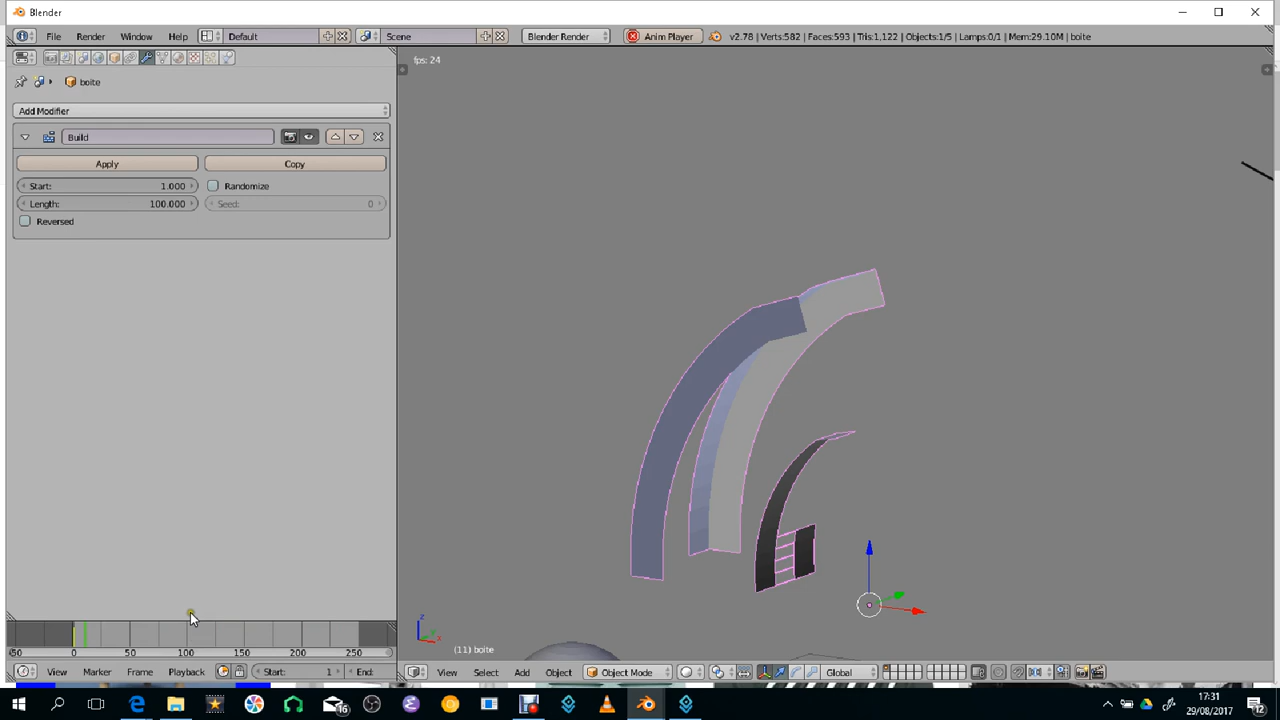 Blender
File Render Window Help Default Scene Blender Render Anim Player v2.78 | Verts:582 | Faces:593 | Tris:1,122 | Objects:1/5 | Lamps:0/1 | Mem:29.10M | boite
fps: 24
boite
Add Modifier
Build
Apply Copy
Start: 1.000 Randomize
Length: 100.000 Seed: 0
Reversed
z
x
(11) boite
-50 0 50 100 150 200 250
View Marker Frame Playback Start: 1 End:
View Select Add Object Object Mode Global
16
17:31
29/08/2017
12